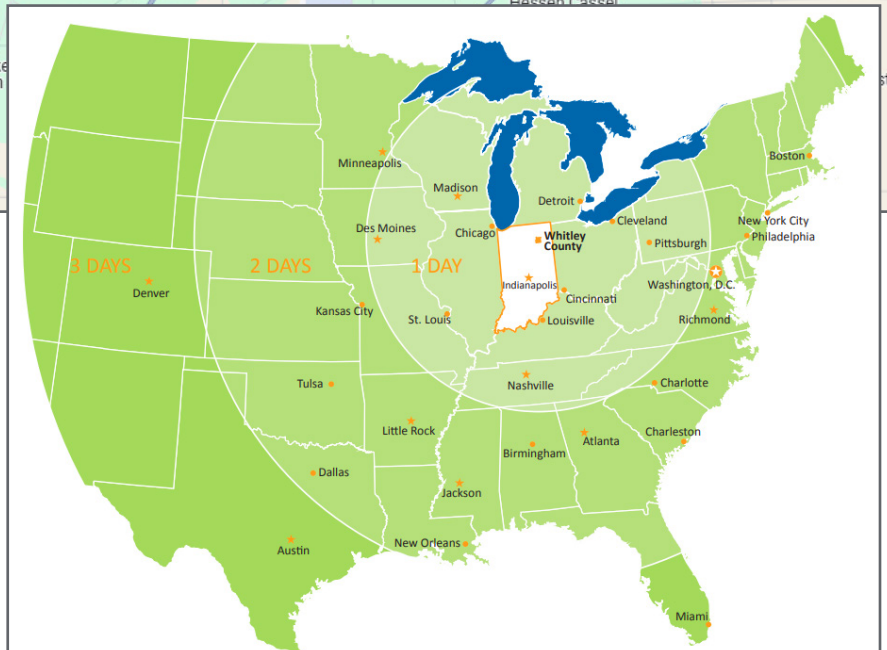 Hessen Cassel
Minneapolis
Madison
Boston
Detroit
Des Moines
Chicago
Whitley
County
Cleveland
New York City
Philadelphia
Pittsburgh
3 DAYS
2 DAYS
1 DAY
Denver
Indianapolis
Washington, D.C.
Cincinnati
Kansas City
St. Louis
Louisville
Richmond
Tulsa
Nashville
Charlotte
Little Rock
Charleston
Atlanta
Birmingham
Dallas
Jackson
Austin
New Orleans
Miami